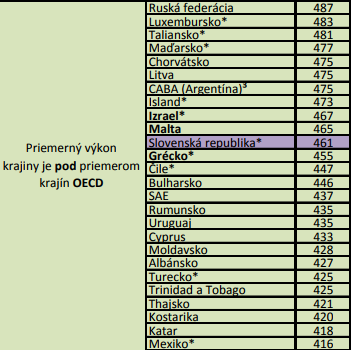 Ruská federácia 487
Luxembursko* 483
Taliansko* 481
Maďarsko* 477
Chorvátsko 475
Litva 475
CABA (Argentína)³ 475
Island* 473
Izrael* 467
Malta 465
Slovenská republika* 461
Grécko* 455
Čile* 447
Bulharsko 446
SAE 437
Rumunsko 435
Uruguaj 435
Cyprus 433
Moldavsko 428
Albánsko 427
Turecko* 425
Trinidad a Tobago 425
Thajsko 421
Kostarika 420
Katar 418
Mexiko* 416
Priemerný výkon
krajiny je pod priemerom
krajín OECD